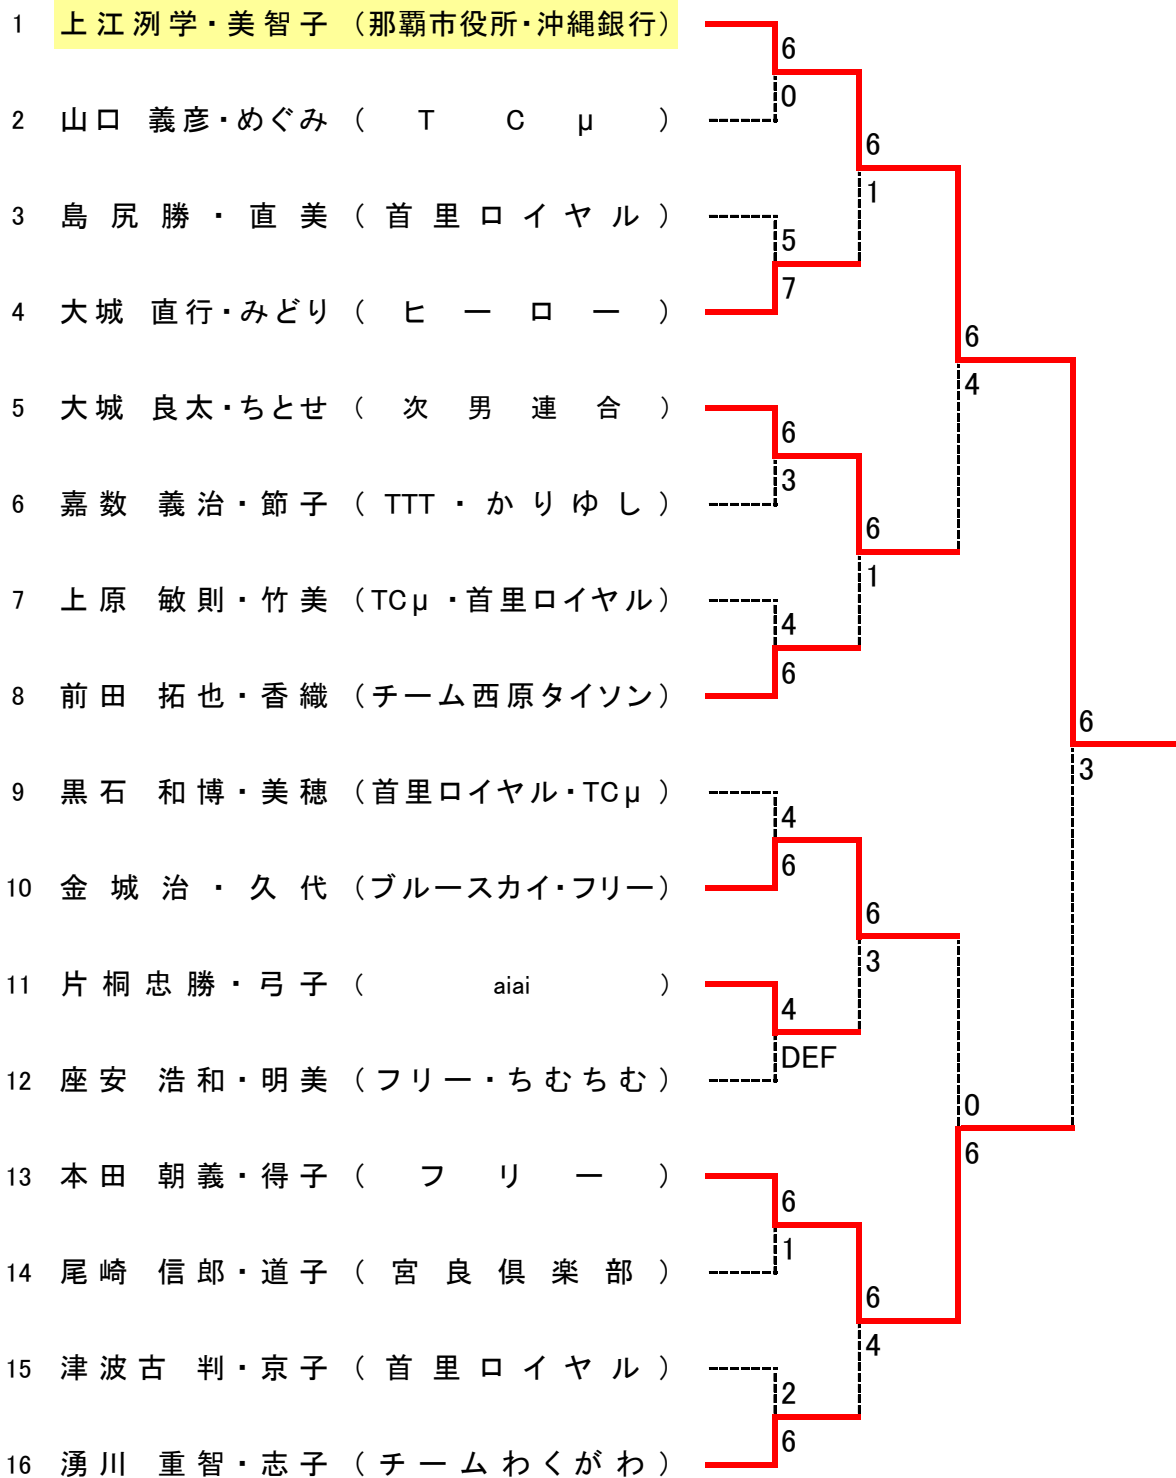 1 上江洌学・美智子 （那覇市役所・沖縄銀行）
6
0
2 山口 義彦・めぐみ （ T C μ ）
6
1
3 島尻勝・直美 （首里ロイヤル）
5
7
4 大城 直行・みどり （ ヒーロー ）
6
4
5 大城 良太・ちとせ （ 次男連合 ）
6
3
6 嘉数 義治・節子 （ TTT・かりゆし ）
6
1
7 上原 敏則・竹美 （TCμ・首里ロイヤル）
4
6
8 前田 拓也・香織 （チーム西原タイソン）
6
3
9 黒石 和博・美穂 （首里ロイヤル・TCμ ）
4
6
10 金城治・久代 （ブルースカイ・フリー）
6
3
11 片桐忠勝・弓子 （ aiai ）
4
DEF
12 座安 浩和・明美 （フリー・ちむちむ）
0
6
13 本田 朝義・得子 （ フリー ）
6
1
14 尾崎 信郎・道子 （宮良倶楽部）
6
4
15 津波古 判・京子 （首里ロイヤル）
2
6
16 湧川 重智・志子 （チームわくがわ）